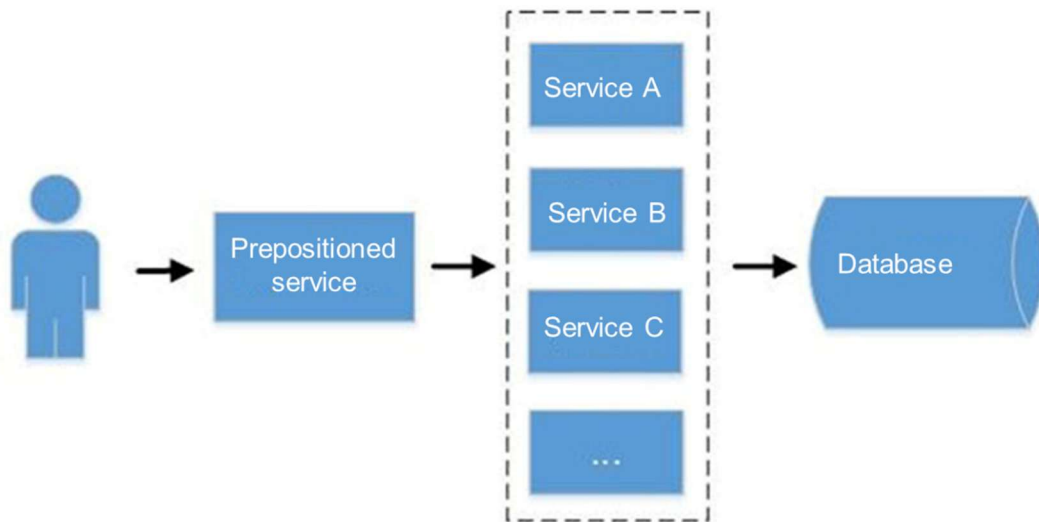 Service A
Prepositioned
service
Service B
Service C
...
Database